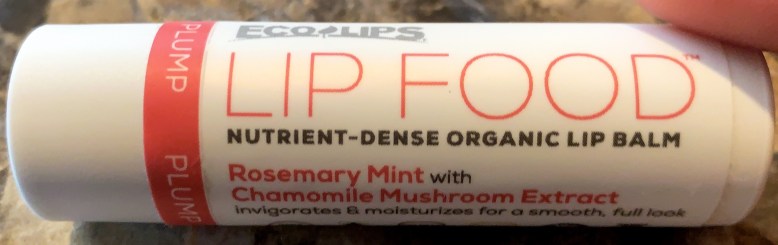 PLUMP
PLUMP
ECO LIPS
LIP FOOD™
NUTRIENT-DENSE ORGANIC LIP BALM
Rosemary Mint with
Chamomile Mushroom Extract
invigorates & moisturizes for a smooth, full look